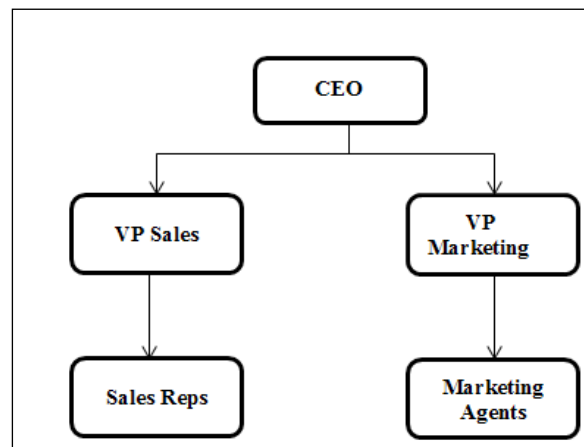 CEO
VP Sales
VP
Marketing
Sales Reps
Marketing
Agents